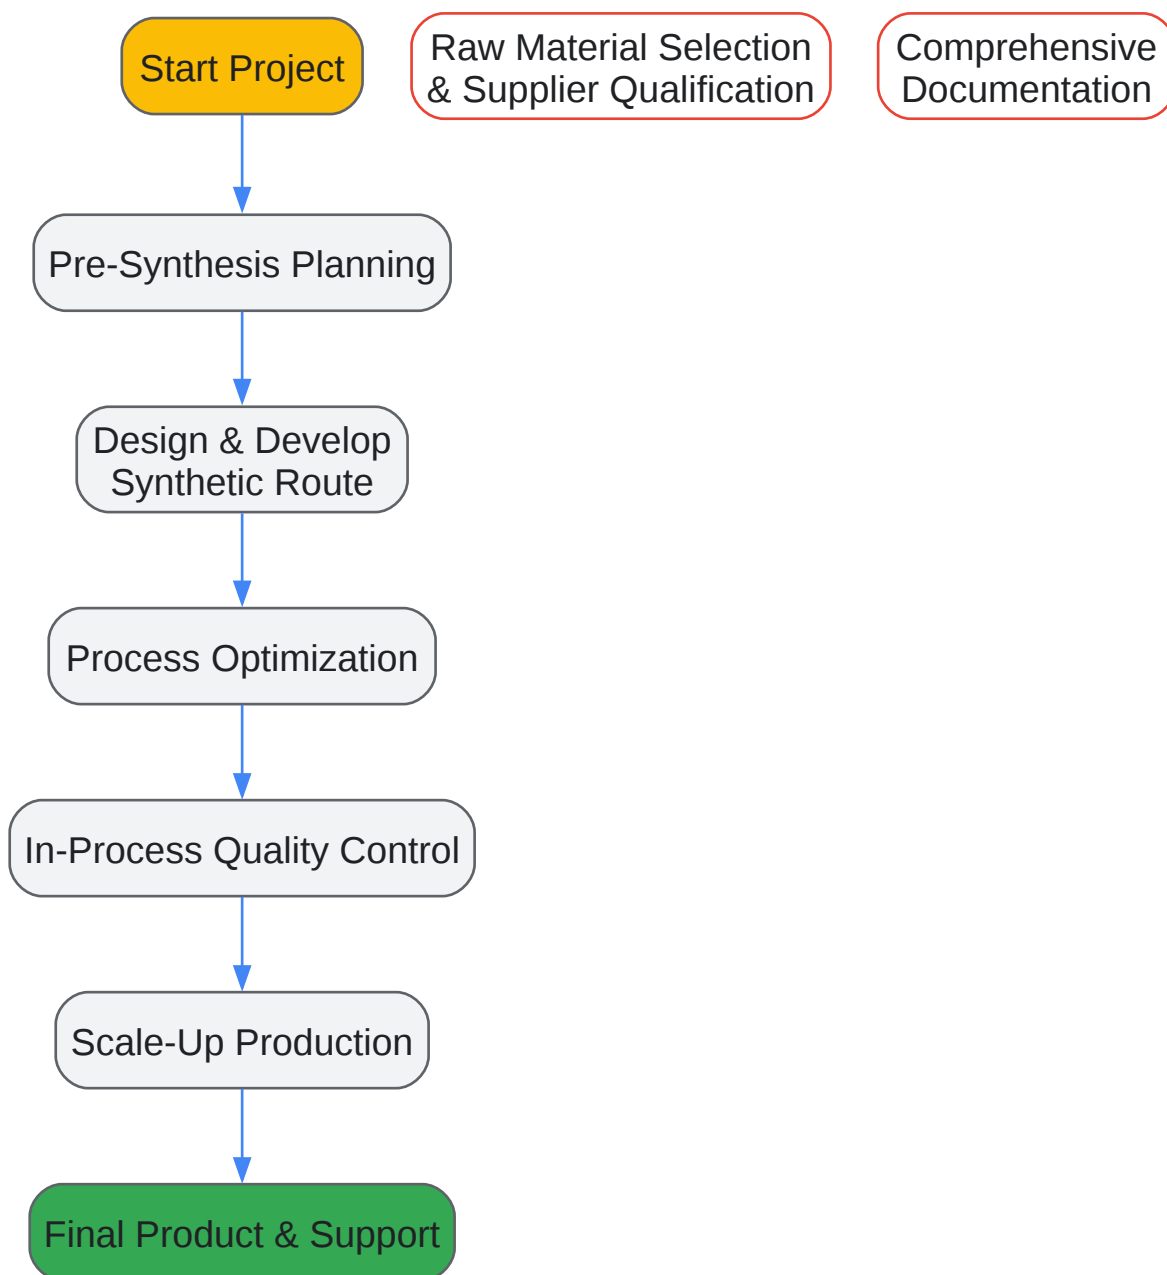 Start Project
Raw Material Selection
& Supplier Qualification
Comprehensive
Documentation
Pre-Synthesis Planning
Design & Develop
Synthetic Route
Process Optimization
In-Process Quality Control
Scale-Up Production
Final Product & Support